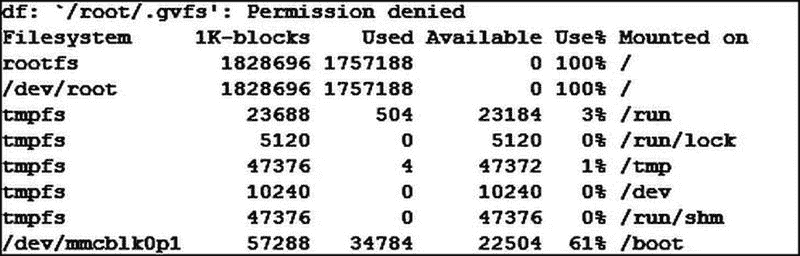 df: `/root/.gvfs': Permission denied
Filesystem     1K-blocks    Used Available Use% Mounted on
rootfs           1828696 1757188         0 100% /
/dev/root        1828696 1757188         0 100% /
tmpfs              23688     504     23184   3% /run
tmpfs               5120       0      5120   0% /run/lock
tmpfs              47376       4     47372   1% /tmp
tmpfs              10240       0     10240   0% /dev
tmpfs              47376       0     47376   0% /run/shm
/dev/mmcblk0p1     57288   34784     22504  61% /boot